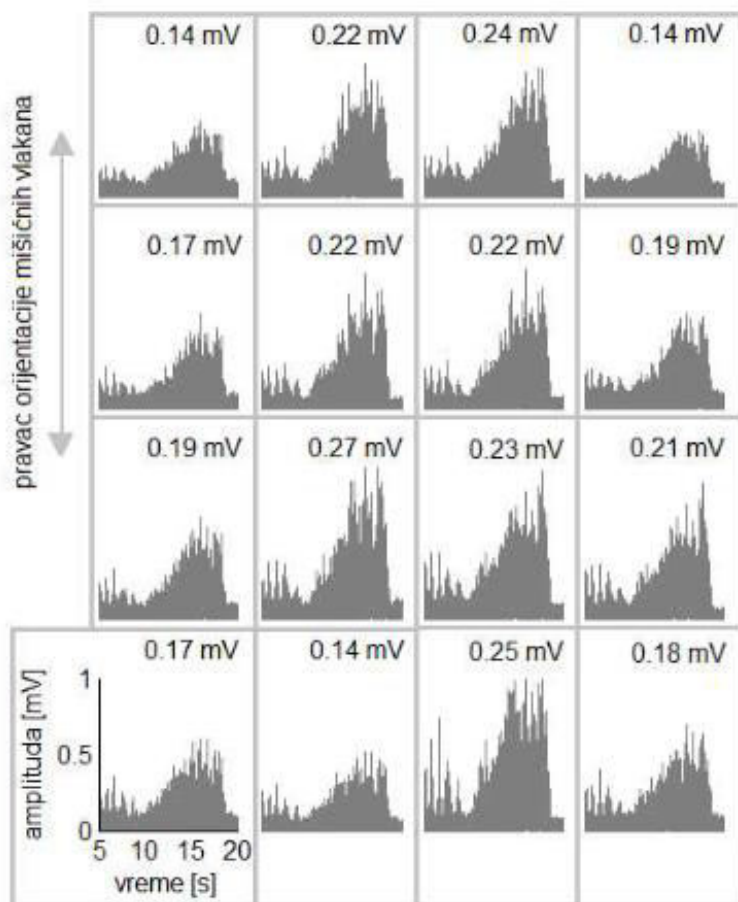 0.14 mV 0.22 mV 0.24 mV 0.14 mV
pravac orijentacije mišićnih vlakana
0.17 mV 0.22 mV 0.22 mV 0.19 mV
0.19 mV 0.27 mV 0.23 mV 0.21 mV
0.17 mV 0.14 mV 0.25 mV 0.18 mV
amplituda [mV]
1
0.5
0
5 10 15 20
vreme [s]